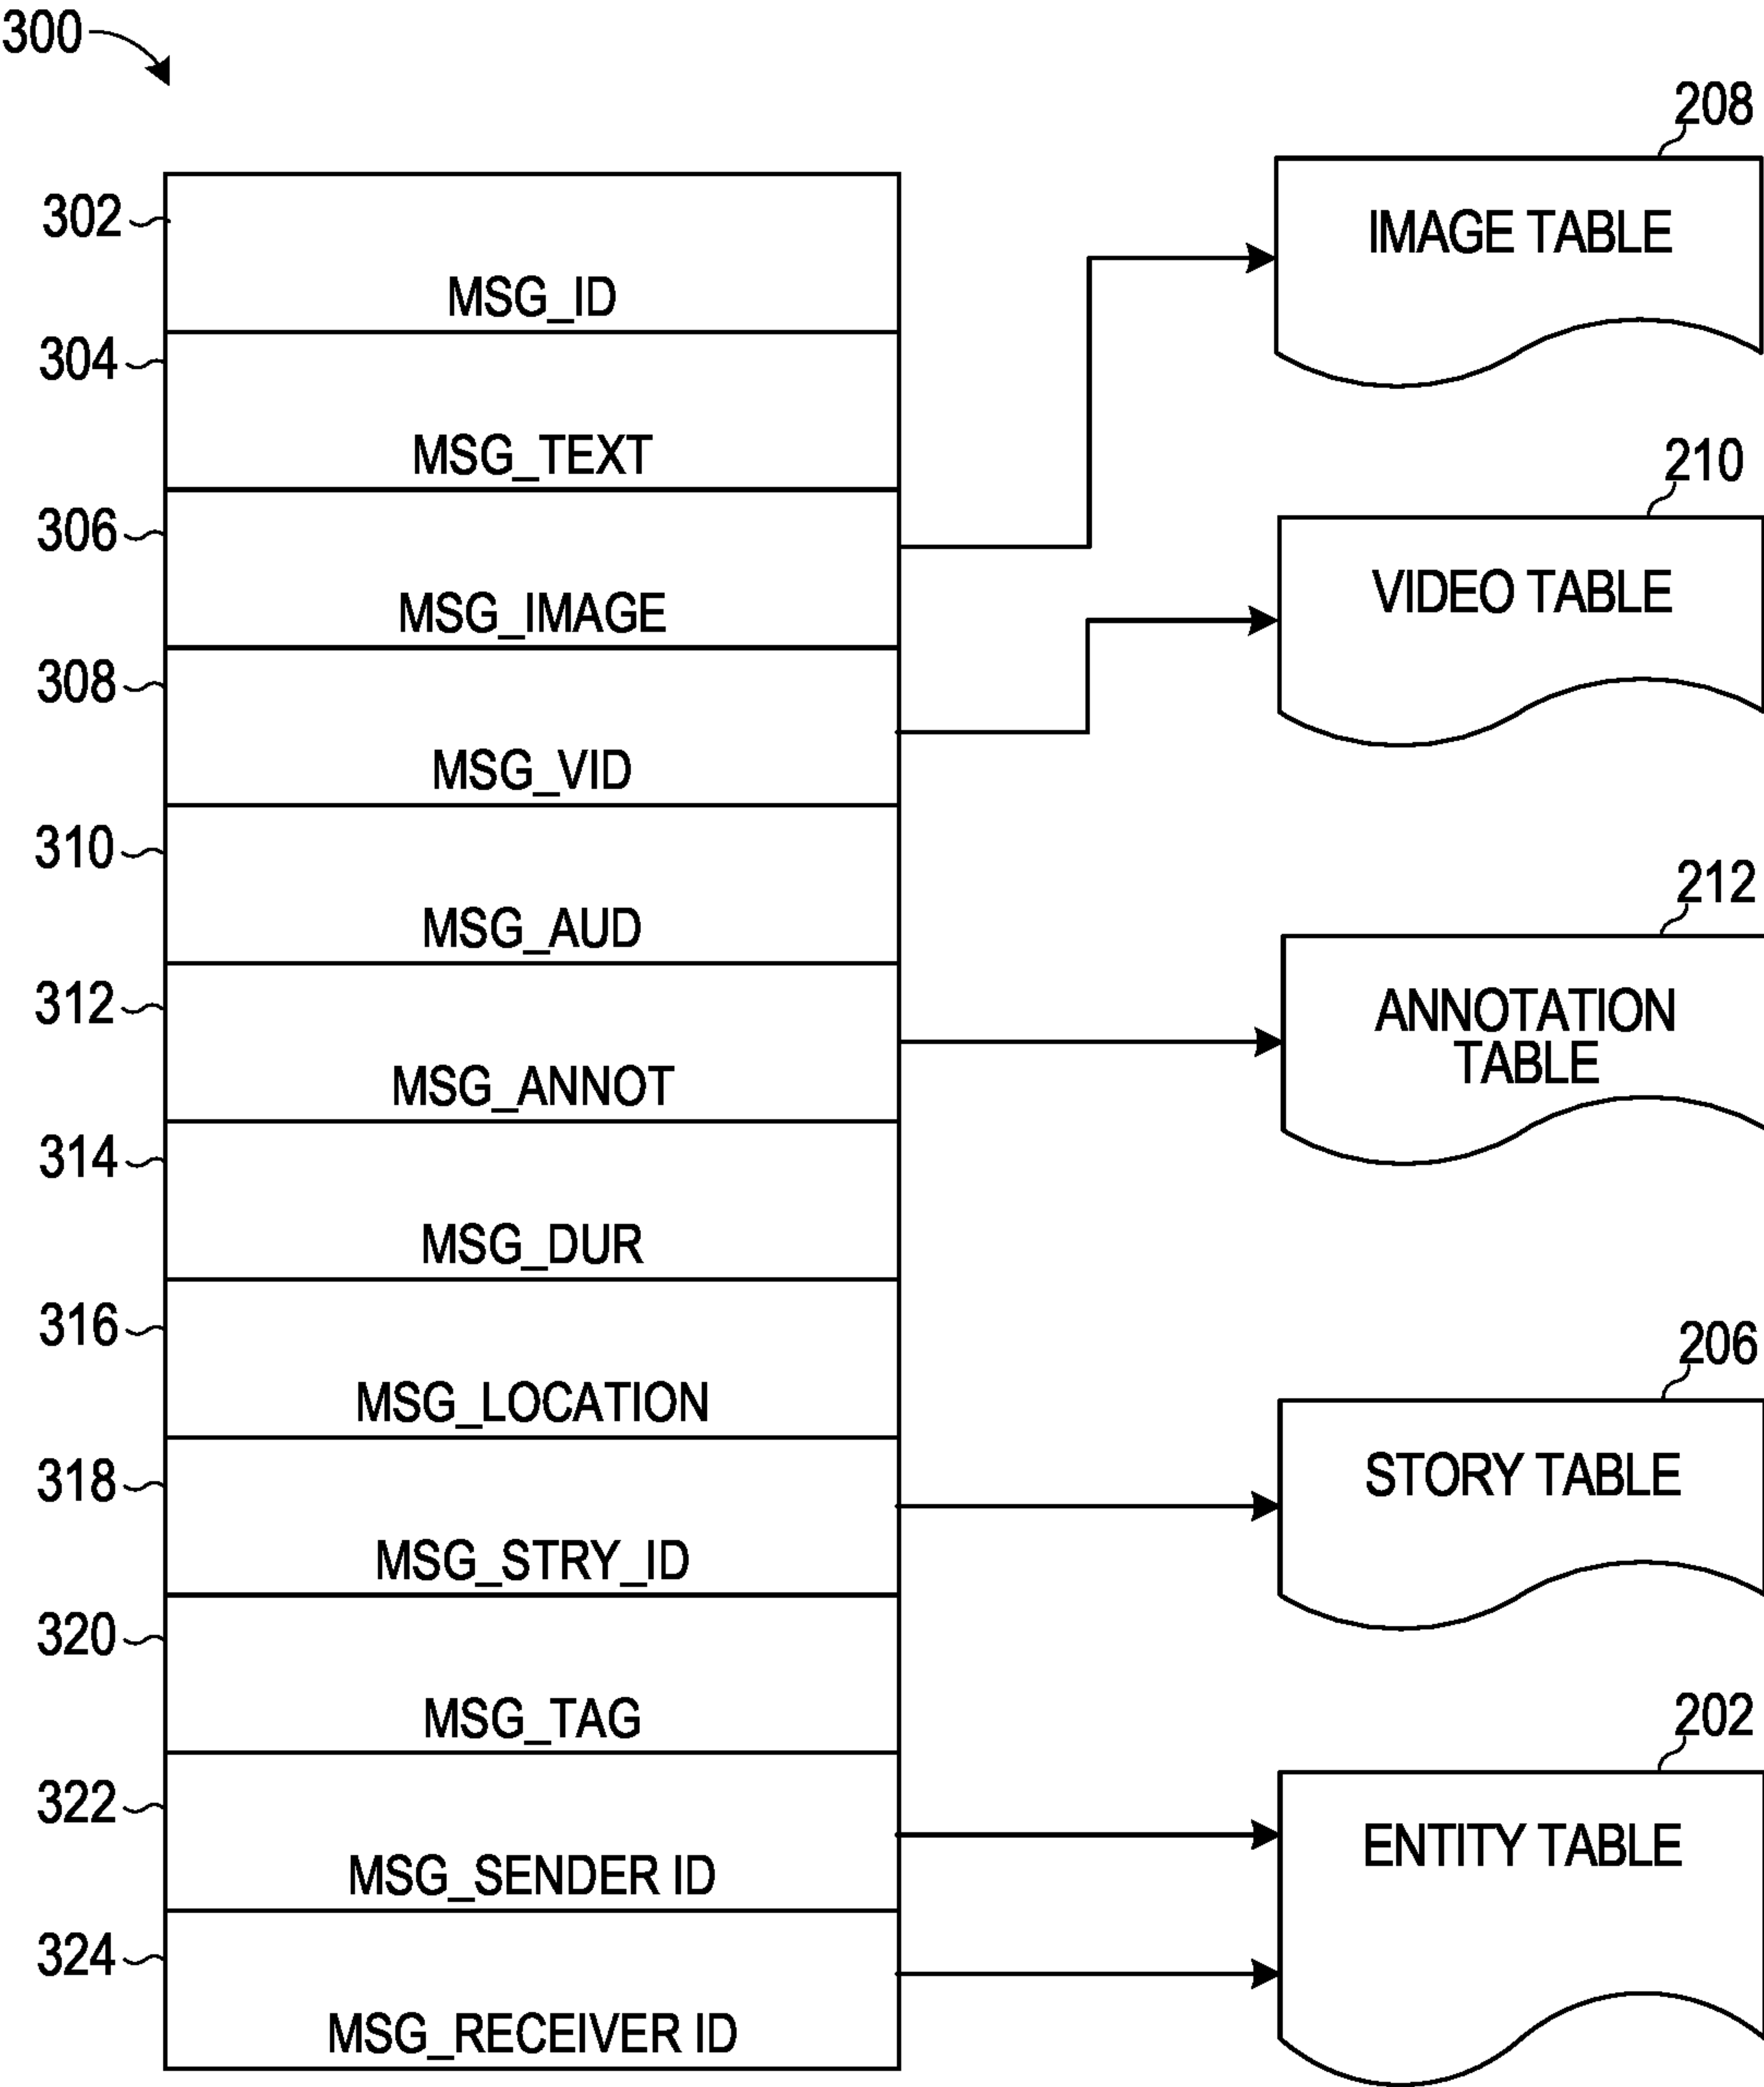 300
208
302
IMAGE TABLE
MSG_ID
304
MSG_TEXT
210
306
VIDEO TABLE
MSG_IMAGE
308
MSG_VID
310
212
MSG_AUD
312
ANNOTATION
TABLE
MSG_ANNOT
314
MSG_DUR
316
206
MSG_LOCATION
318
STORY TABLE
MSG_STRY_ID
320
MSG_TAG
202
322
ENTITY TABLE
MSG_SENDER ID
324
MSG_RECEIVER ID